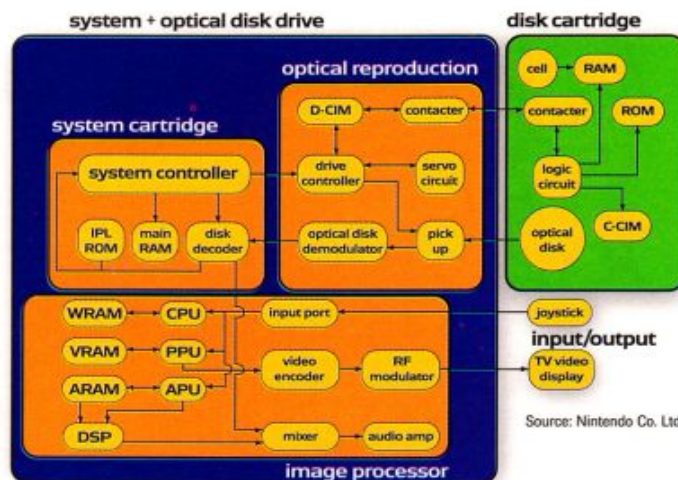 system + optical disk drive
disk cartridge
optical reproduction
cell
RAM
D-CIM
contacter
contacter
ROM
system cartridge
system controller
drive
controller
servo
circuit
logic
circuit
IPL
ROM
main
RAM
disk
decoder
optical disk
demodulator
pick
up
optical
disk
C-CIM
WRAM
CPU
input port
joystick
input/output
VRAM
PPU
video
encoder
RF
modulator
TV video
display
ARAM
APU
DSP
mixer
audio amp
Source: Nintendo Co. Ltd
image processor